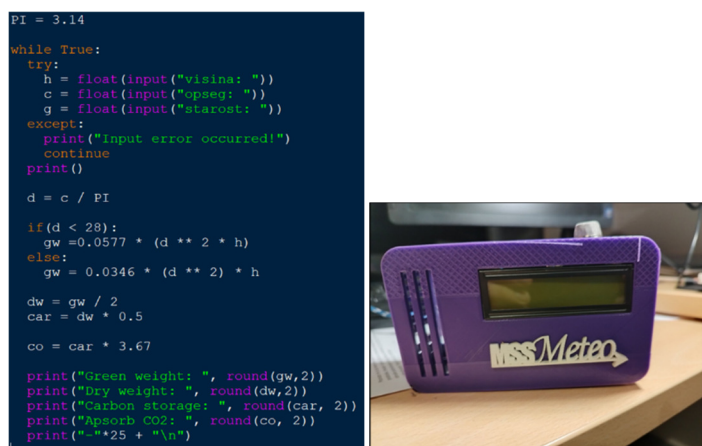 PI = 3.14
while True:
try:
h = float(input("visina: "))
c = float(input("opseg: "))
g = float(input("starost: "))
except:
print("Input error occurred!")
continue
print()
d = c / PI
if(d < 28):
gw =0.0577 * (d ** 2 * h)
else:
gw = 0.0346 * (d ** 2) * h
dw = gw / 2
car = dw * 0.5
co = car * 3.67
print("Green weight: ", round(gw,2))
print("Dry weight: ", round(dw,2))
print("Carbon storage: ", round(car, 2))
print("Apsorb CO2: ", round(co, 2))
print("-"*25 + "\n")
MSS Meteo